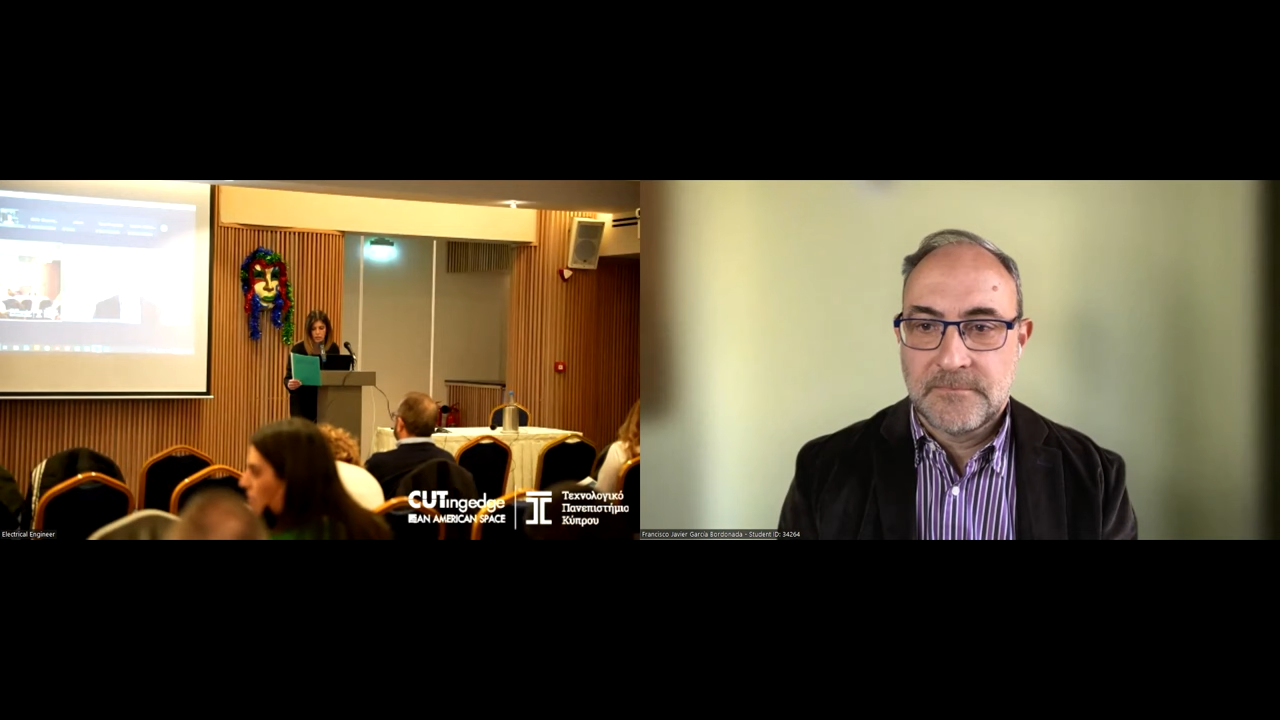 CUTingedge
AN AMERICAN SPACE
Τεχνολογικό
Πανεπιστήμιο
Κύπρου
Electrical Engineer
Francisco Javier García Bordonada - Student ID: 34264